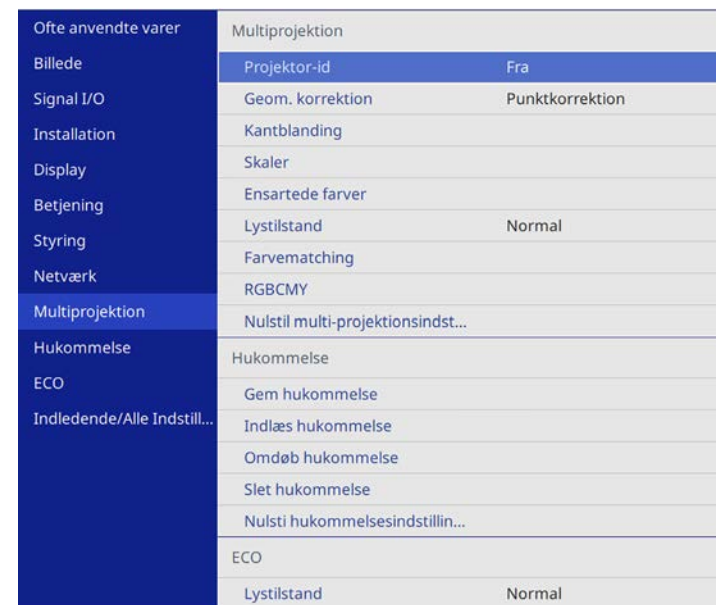 Ofte anvendte varer
Billede
Signal I/O
Installation
Display
Betjening
Styring
Netværk
Multiprojektion
Hukommelse
ECO
Indledende/Alle Indstill...
Multiprojektion
Projektor-id Fra
Geom. korrektion Punktkorrektion
Kantblanding
Skaler
Ensartede farver
Lystilstand Normal
Farvematching
RGBCMY
Nulstil multi-projektionsindst...
Hukommelse
Gem hukommelse
Indlæs hukommelse
Omdøb hukommelse
Slet hukommelse
Nulsti hukommelsesindstillin...
ECO
Lystilstand Normal